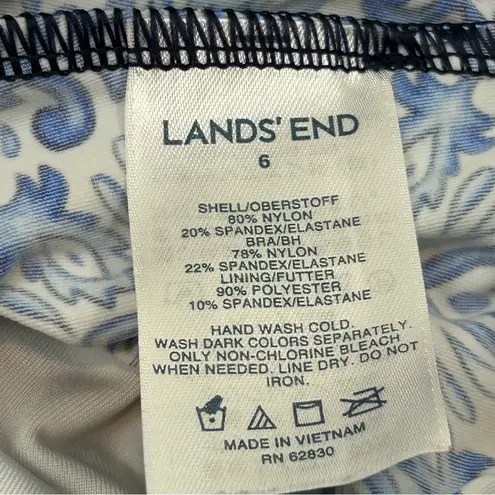 LANDS' END
6
SHELL/OBERSTOFF
80% NYLON
20% SPANDEX/ELASTANE
BRA/BH
78% NYLON
22% SPANDEX/ELASTANE
LINING/FUTTER
90% POLYESTER
10% SPANDEX/ELASTANE
HAND WASH COLD.
WASH DARK COLORS SEPARATELY.
ONLY NON-CHLORINE BLEACH
WHEN NEEDED. LINE DRY. DO NOT
IRON.
MADE IN VIETNAM
RN 62830